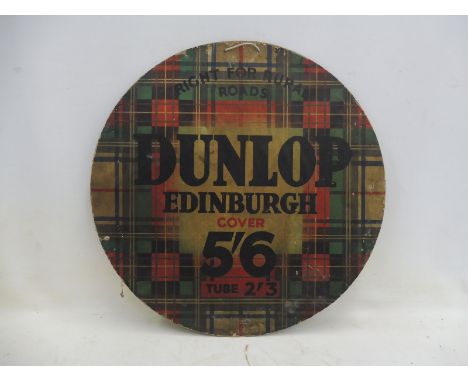 RIGHT FOR RURAL
ROADS
DUNLOP
EDINBURGH
COVER
5'6
TUBE 2'3